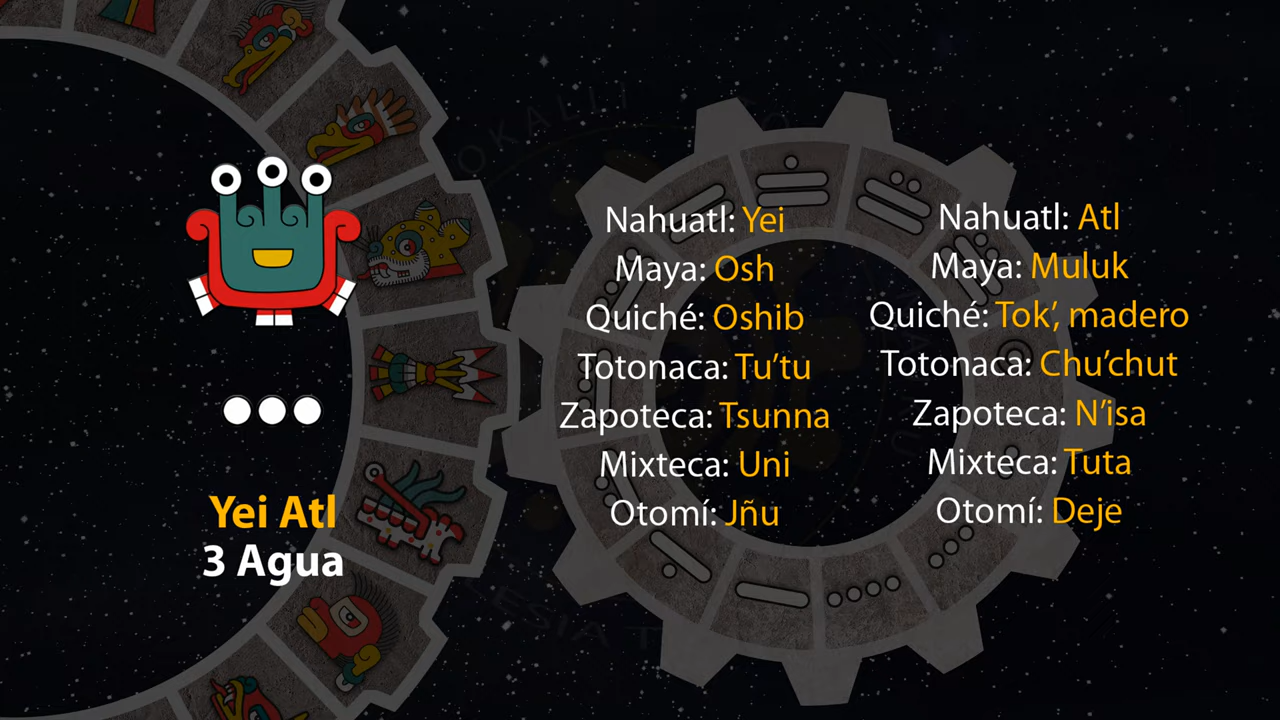 Yei Atl
3 Agua
Nahuatl: Yei
Maya: Osh
Quiché: Oshib
Totonaca: Tu’tu
Zapoteca: Tsunna
Mixteca: Uni
Otomí: Jñu
Nahuatl: Atl
Maya: Muluk
Quiché: Tok’, madero
Totonaca: Chu’chut
Zapoteca: N’isa
Mixteca: Tuta
Otomí: Deje